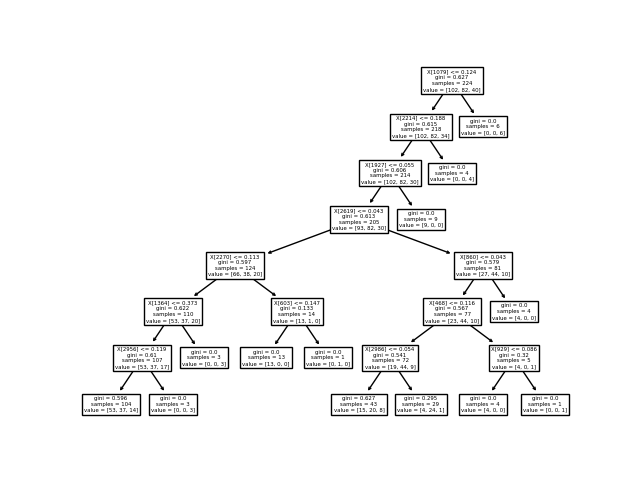 X[1079] <= 0.124
gini = 0.627
samples = 224
value = [102, 82, 40]
X[2214] <= 0.188
gini = 0.615
samples = 218
value = [102, 82, 34]
gini = 0.0
samples = 6
value = [0, 0, 6]
X[1927] <= 0.055
gini = 0.606
samples = 214
value = [102, 82, 30]
gini = 0.0
samples = 4
value = [0, 0, 4]
X[2619] <= 0.043
gini = 0.613
samples = 205
value = [93, 82, 30]
gini = 0.0
samples = 9
value = [9, 0, 0]
X[2270] <= 0.113
gini = 0.597
samples = 124
value = [66, 38, 20]
X[860] <= 0.043
gini = 0.579
samples = 81
value = [27, 44, 10]
X[1364] <= 0.373
gini = 0.622
samples = 110
value = [53, 37, 20]
X[603] <= 0.147
gini = 0.133
samples = 14
value = [13, 1, 0]
X[468] <= 0.116
gini = 0.567
samples = 77
value = [23, 44, 10]
gini = 0.0
samples = 4
value = [4, 0, 0]
X[2956] <= 0.119
gini = 0.61
samples = 107
value = [53, 37, 17]
gini = 0.0
samples = 3
value = [0, 0, 3]
gini = 0.0
samples = 13
value = [13, 0, 0]
gini = 0.0
samples = 1
value = [0, 1, 0]
X[2986] <= 0.054
gini = 0.541
samples = 72
value = [19, 44, 9]
X[929] <= 0.086
gini = 0.32
samples = 5
value = [4, 0, 1]
gini = 0.596
samples = 104
value = [53, 37, 14]
gini = 0.0
samples = 3
value = [0, 0, 3]
gini = 0.627
samples = 43
value = [15, 20, 8]
gini = 0.295
samples = 29
value = [4, 24, 1]
gini = 0.0
samples = 4
value = [4, 0, 0]
gini = 0.0
samples = 1
value = [0, 0, 1]